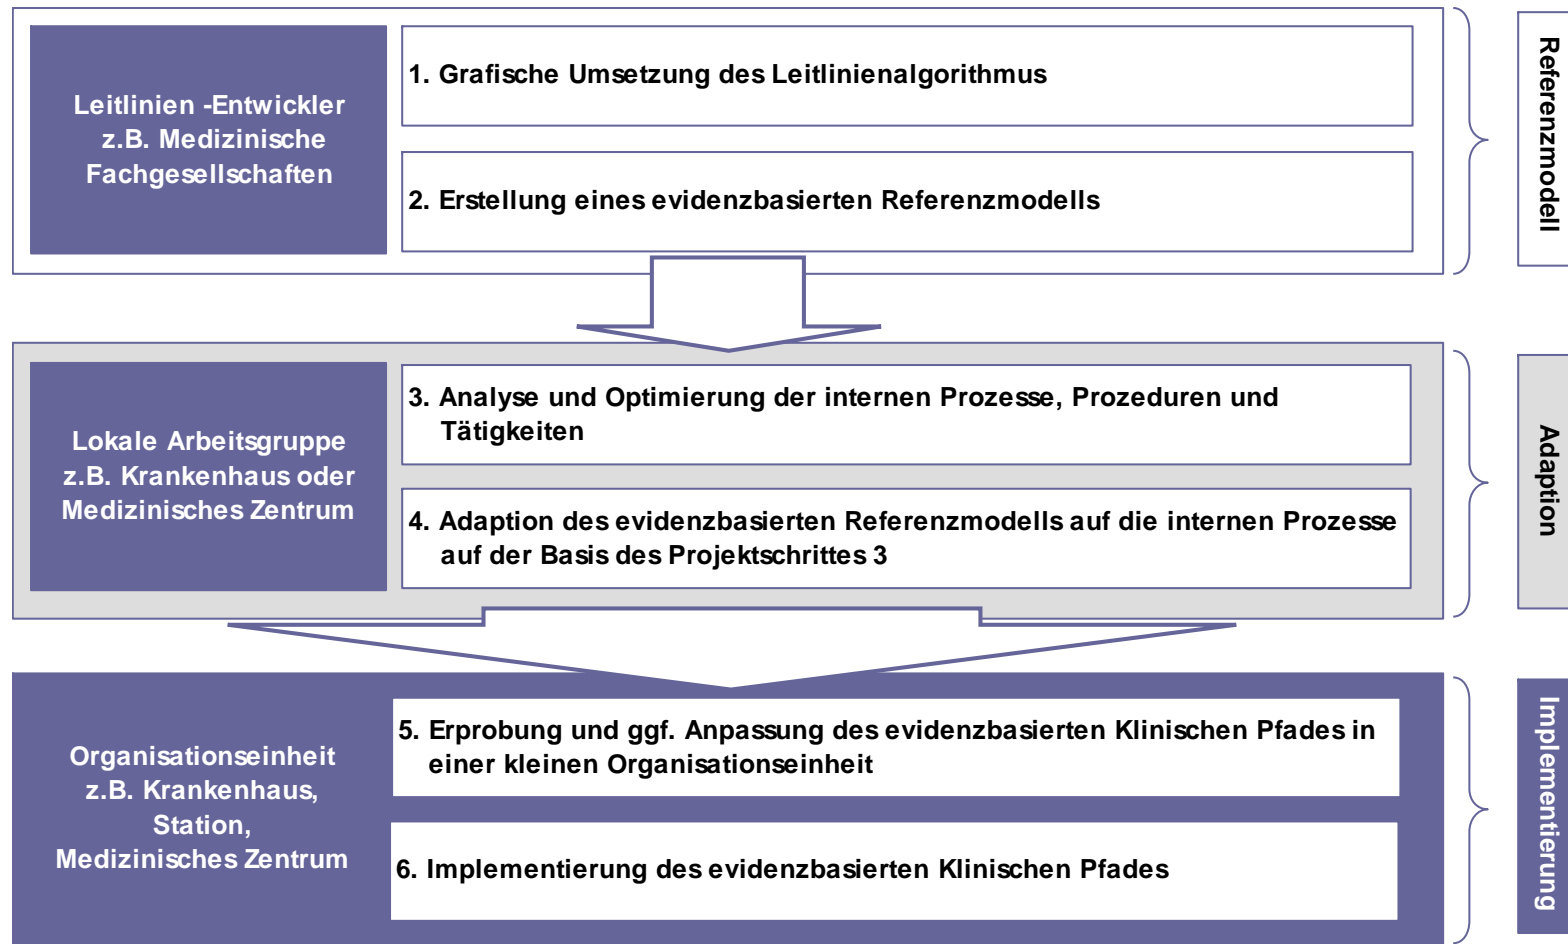 Leitlinien -Entwickler
z.B. Medizinische
Fachgesellschaften
1. Grafische Umsetzung des Leitlinienalgorithmus
2. Erstellung eines evidenzbasierten Referenzmodells
Referenzmodell
Lokale Arbeitsgruppe
z.B. Krankenhaus oder
Medizinisches Zentrum
3. Analyse und Optimierung der internen Prozesse, Prozeduren und
Tätigkeiten
4. Adaption des evidenzbasierten Referenzmodells auf die internen Prozesse
auf der Basis des Projektschrittes 3
Adaption
Organisationseinheit
z.B. Krankenhaus,
Station,
Medizinisches Zentrum
5. Erprobung und ggf. Anpassung des evidenzbasierten Klinischen Pfades in
einer kleinen Organisationseinheit
6. Implementierung des evidenzbasierten Klinischen Pfades
Implementierung